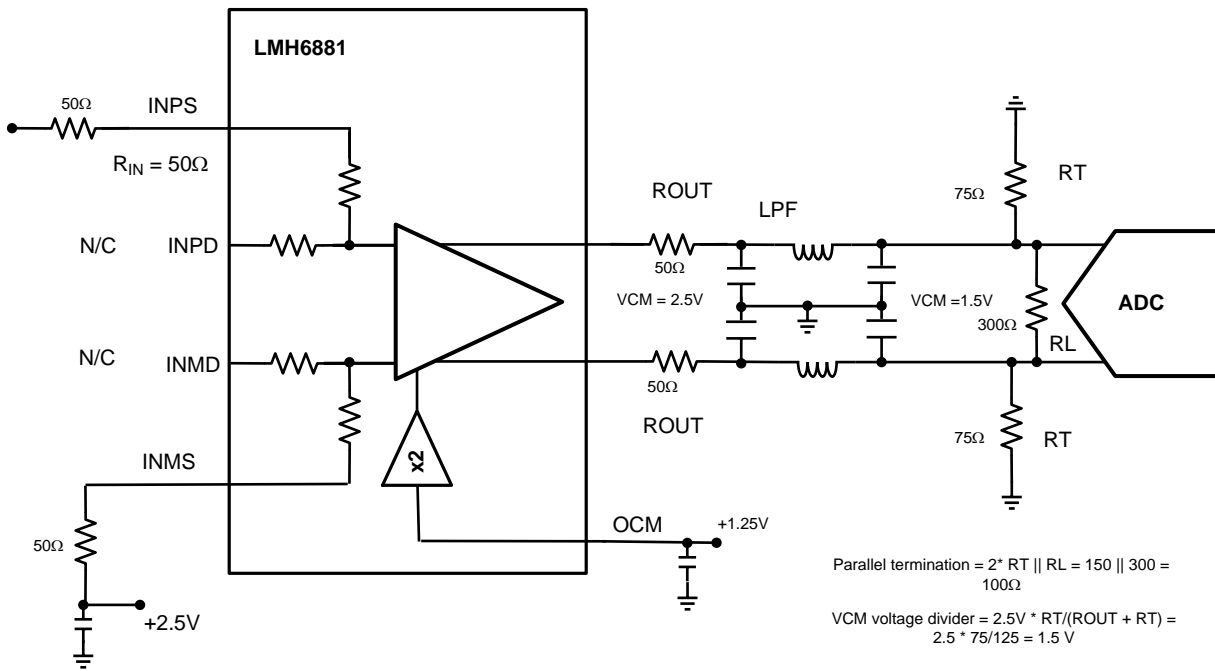 LMH6881
50Ω
INPS
R_IN = 50Ω
N/C
INPD
N/C
INMD
INMS
50Ω
+2.5V
x2
OCM
+1.25V
ROUT
50Ω
LPF
VCM = 2.5V
VCM =1.5V
50Ω
ROUT
75Ω
RT
300Ω
RL
ADC
75Ω
RT
Parallel termination = 2* RT || RL = 150 || 300 =
100Ω
VCM voltage divider = 2.5V * RT/(ROUT + RT) =
2.5 * 75/125 = 1.5 V